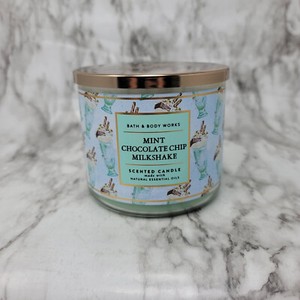 BATH & BODY WORKS
MINT
CHOCOLATE CHIP
MILKSHAKE
SCENTED CANDLE
made with
NATURAL ESSENTIAL OILS